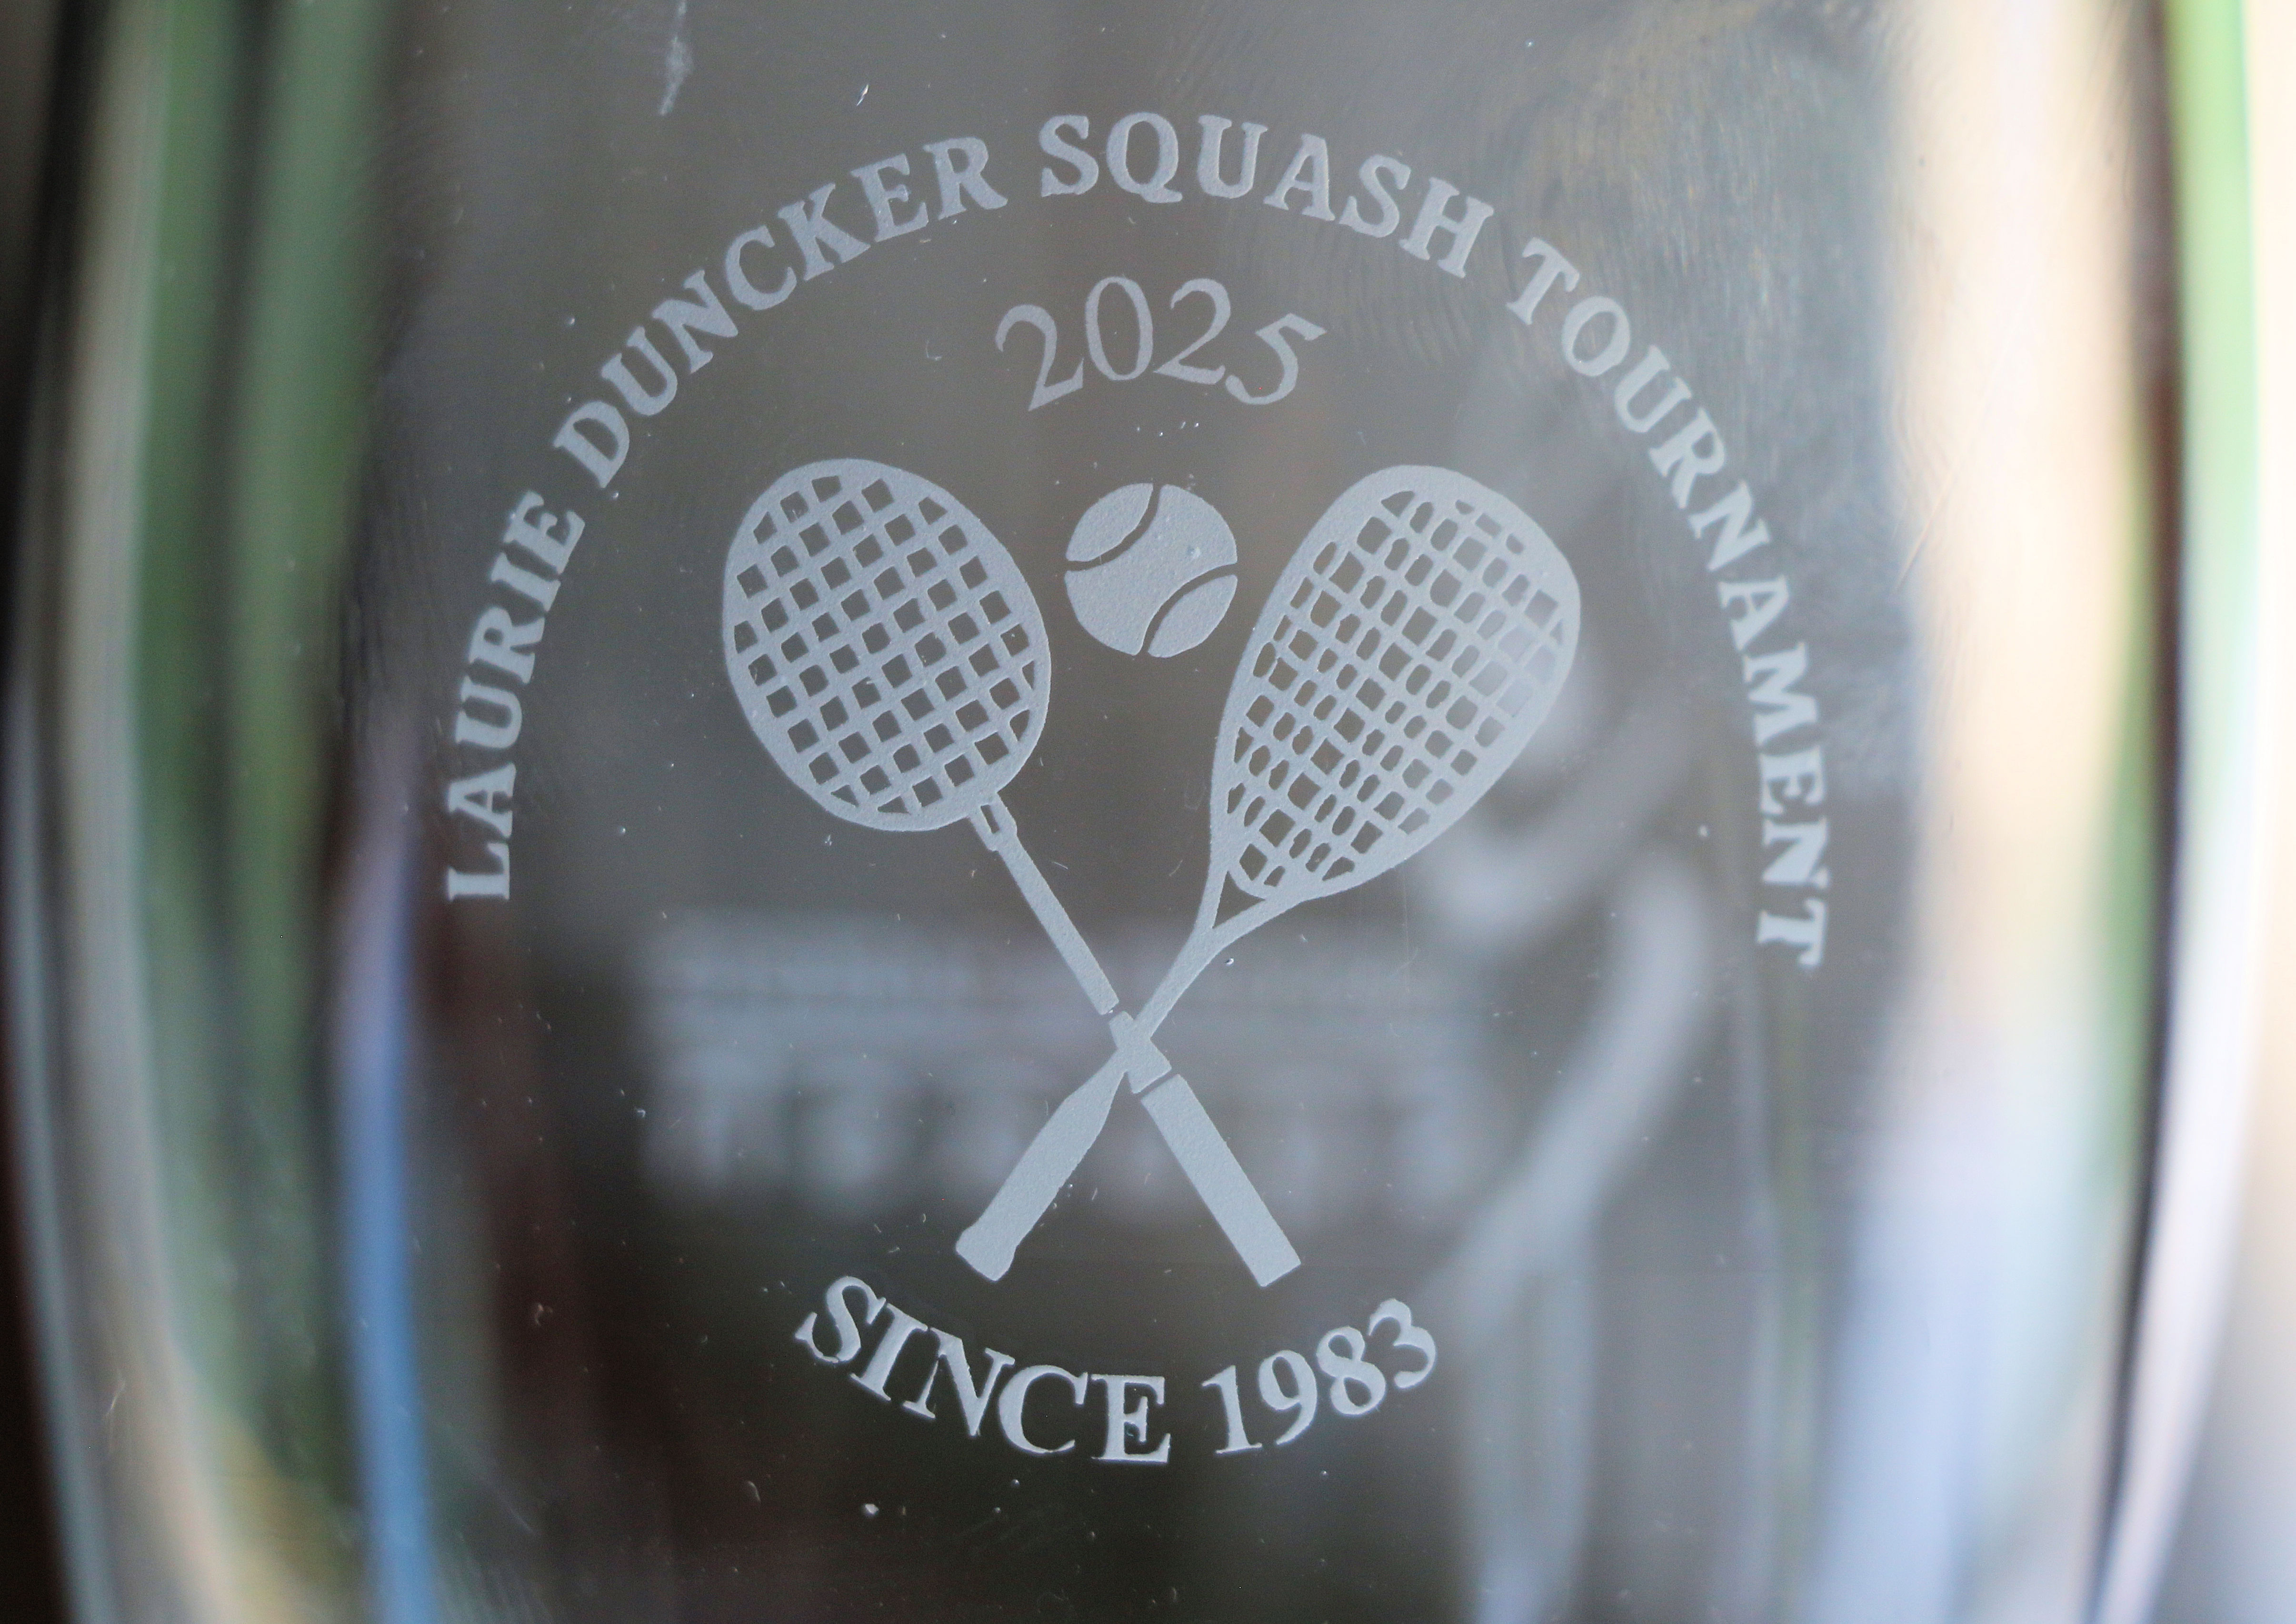 LAURIE DUNCKER SQUASH TOURNAMENT
2025
SINCE 1983